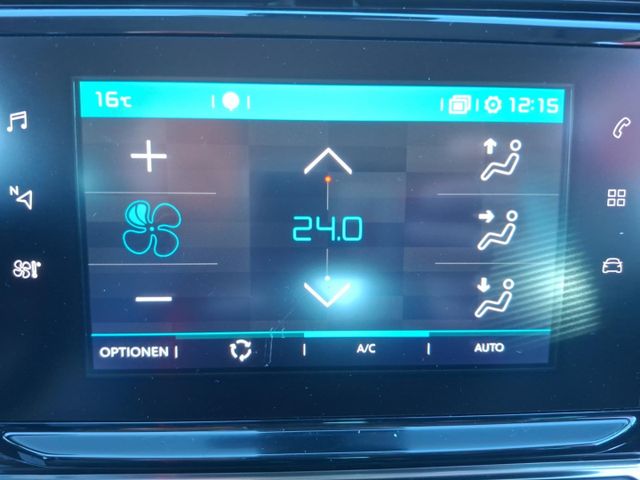 16°C
12:15
N
24.0
OPTIONEN |
| A/C |
AUTO